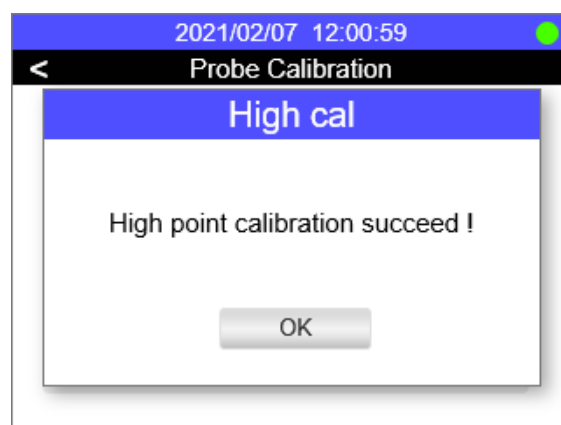 2021/02/07 12:00:59
< Probe Calibration
High cal
High point calibration succeed !
OK